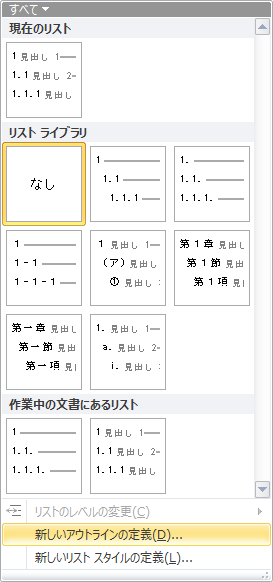 すべて
現在のリスト
1 見出し 1
1.1 見出し 2
1.1.1 見出し
リスト ライブラリ
なし
1
1.1
1.1.1
1.
1.1.
1.1.1.
1
1-1
1-1-1
1 見出し 1
(ア) 見出し
① 見出し
第 1 章 見出し
第 1 節 見出
第 1 項 見
第一章 見出し
第一節 見出
第一項 見
1. 見出し 1
a. 見出し 2
i. 見出し
作業中の文書にあるリスト
1
1.1.
1.1.1.
1 見出し 1
1.1 見出し 2
1.1.1 見出し
リストのレベルの変更(C)
新しいアウトラインの定義(D)...
新しいリスト スタイルの定義(L)...